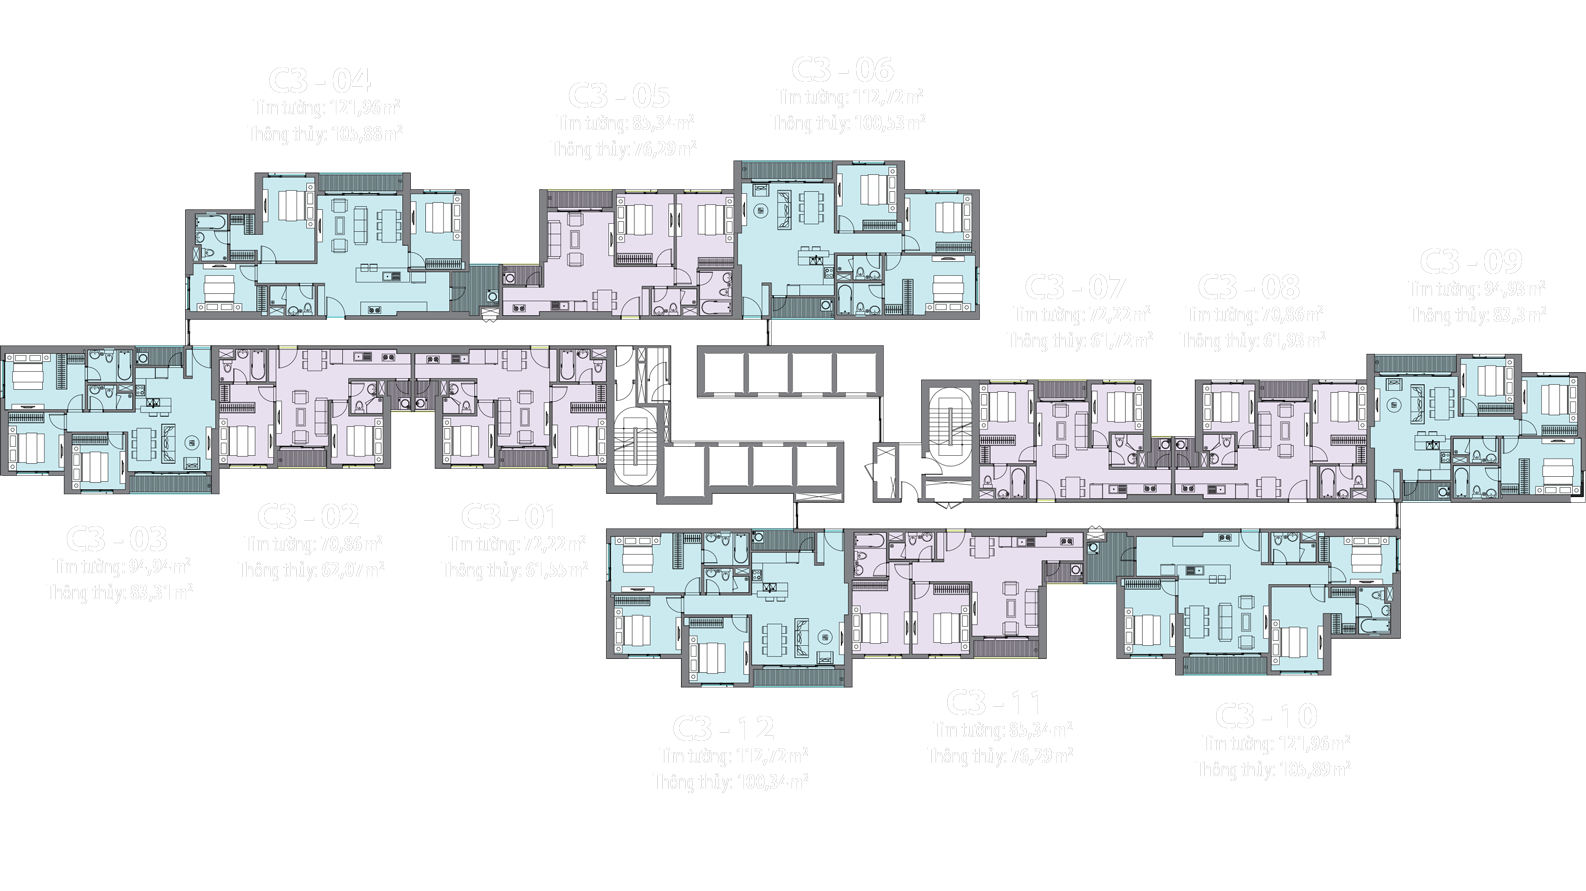 C3 - 04
Tim tường: 121,96 m²
Thông thủy: 105,88 m²
C3 - 05
Tim tường: 85,34 m²
Thông thủy: 76,29 m²
C3 - 06
Tim tường: 112,72 m²
Thông thủy: 100,53 m²
C3 - 07
Tim tường: 72,22 m²
Thông thủy: 61,72 m²
C3 - 08
Tim tường: 70,86 m²
Thông thủy: 61,93 m²
C3 - 09
Tim tường: 94,93 m²
Thông thủy: 83,3 m²
C3 - 03
Tim tường: 94,94 m²
Thông thủy: 83,31 m²
C3 - 02
Tim tường: 70,86 m²
Thông thủy: 62,07 m²
C3 - 01
Tim tường: 72,22 m²
Thông thủy: 61,55 m²
C3 - 12
Tim tường: 112,72 m²
Thông thủy: 100,34 m²
C3 - 11
Tim tường: 85,34 m²
Thông thủy: 76,29 m²
C3 - 10
Tim tường: 121,96 m²
Thông thủy: 105,89 m²